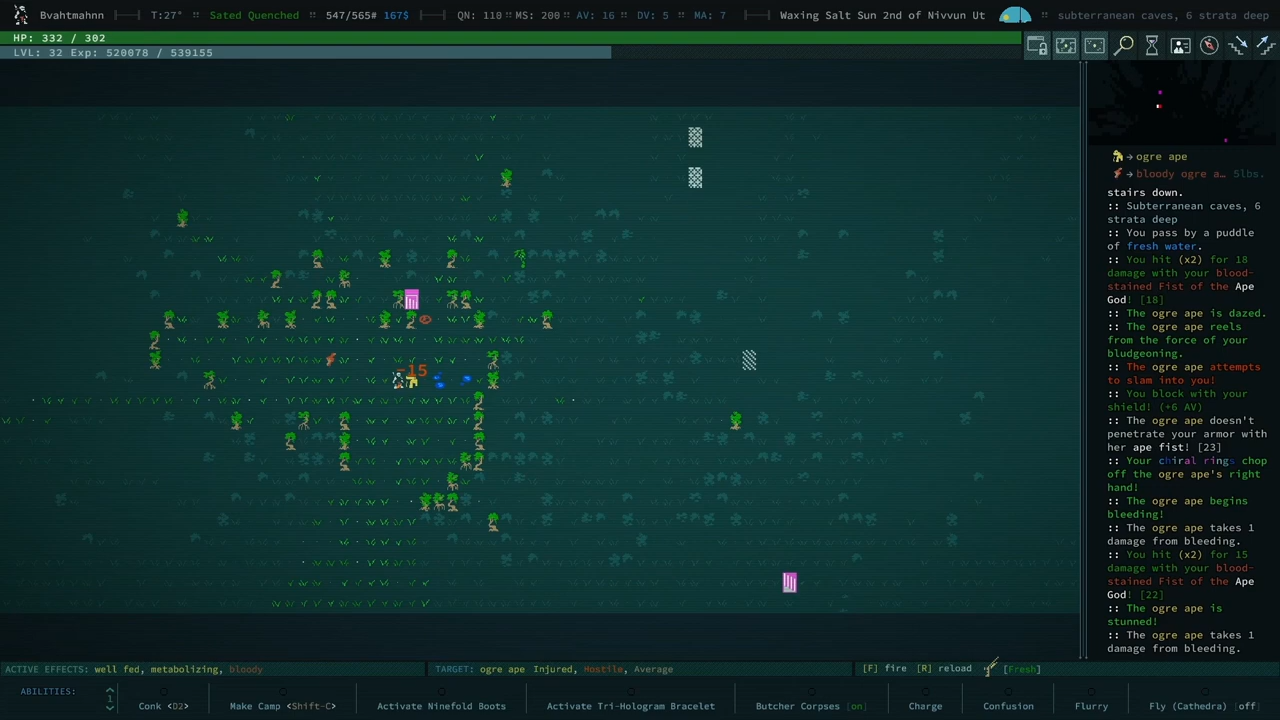 Bvahtmahn T:27° Sated Quenched 547/565# 167$ QN: 110 MS: 200 AV: 16 DV: 5 MA: 7 Waxing Salt Sun 2nd of Nivvun Ut subterranean caves, 6 strata deep
HP: 332 / 302
LVL: 32 Exp: 520078 / 539155
ogre ape
bloody ogre a… 5lbs.
stairs down.
:: Subterranean caves, 6
strata deep
:: You pass by a puddle
of fresh water.
:: You hit (x2) for 18
damage with your blood-
stained Fist of the Ape
God! [18]
:: The ogre ape is dazed.
:: The ogre ape reels
from the force of your
bludgeoning.
:: The ogre ape attempts
to slam into you!
:: You block with your
shield! (+6 AV)
:: The ogre ape doesn't
penetrate your armor with
her ape fist! [23]
:: Your chiral rings chop
off the ogre ape's right
hand!
:: The ogre ape begins
bleeding!
:: The ogre ape takes 1
damage from bleeding.
:: You hit (x2) for 15
damage with your blood-
stained Fist of the Ape
God! [22]
:: The ogre ape is
stunned!
:: The ogre ape takes 1
damage from bleeding.
-15
ACTIVE EFFECTS: well fed, metabolizing, bloody
TARGET: ogre ape Injured, Hostile, Average
[F] fire [R] reload [Fresh]
ABILITIES: 1 Conk <02> Make Camp <Shift-C> Activate Ninefold Boots Activate Tri-Hologram Bracelet Butcher Corpses [on] Charge Confusion Flurry Fly (Cathedra) [off